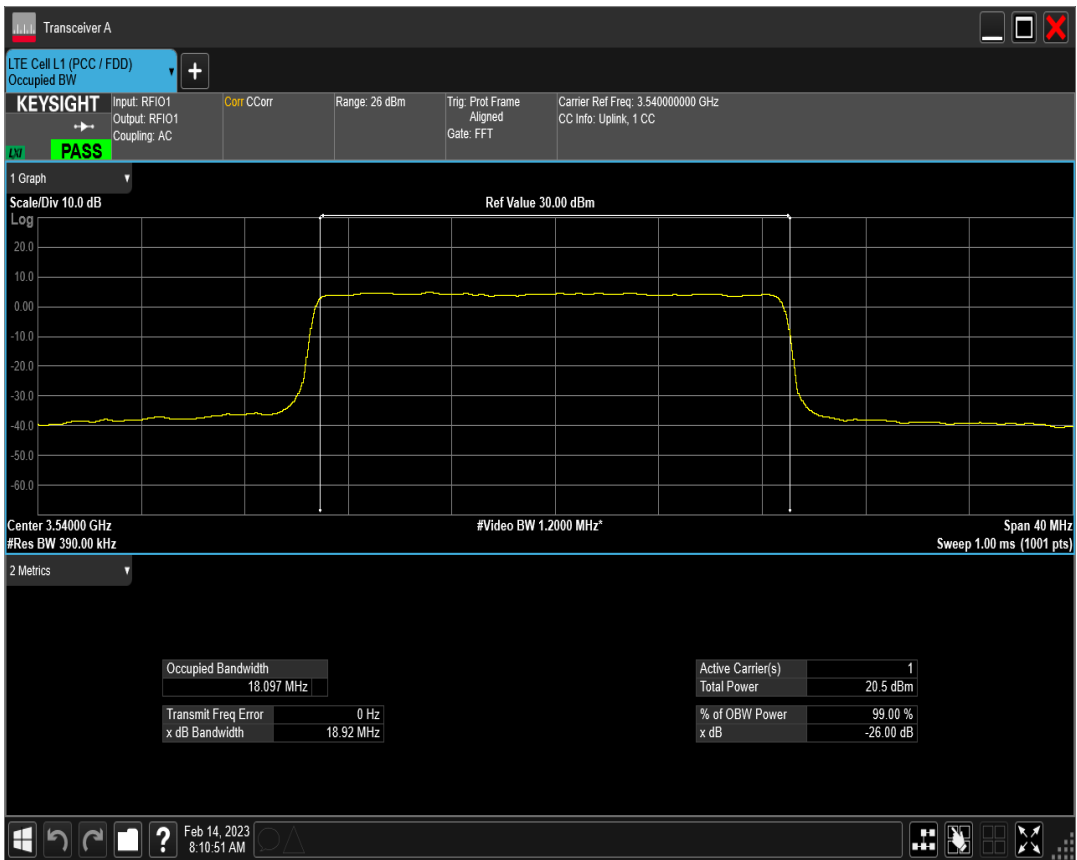 Transceiver A
LTE Cell L1 (PCC / FDD)
Occupied BW
+
KEYSIGHT
LXI
PASS
Input: RFIO1
Output: RFIO1
Coupling: AC
Corr CCorr
Range: 26 dBm
Trig: Prot Frame
Aligned
Gate: FFT
Carrier Ref Freq: 3.540000000 GHz
CC Info: Uplink, 1 CC
1 Graph
Scale/Div 10.0 dB
Ref Value 30.00 dBm
Log
20.0
10.0
0.00
-10.0
-20.0
-30.0
-40.0
-50.0
-60.0
Center 3.54000 GHz
#Video BW 1.2000 MHz*
Span 40 MHz
#Res BW 390.00 kHz
Sweep 1.00 ms (1001 pts)
2 Metrics
Occupied Bandwidth
18.097 MHz
Transmit Freq Error 0 Hz
x dB Bandwidth 18.92 MHz
Active Carrier(s) 1
Total Power 20.5 dBm
% of OBW Power 99.00 %
x dB -26.00 dB
?
Feb 14, 2023
8:10:51 AM